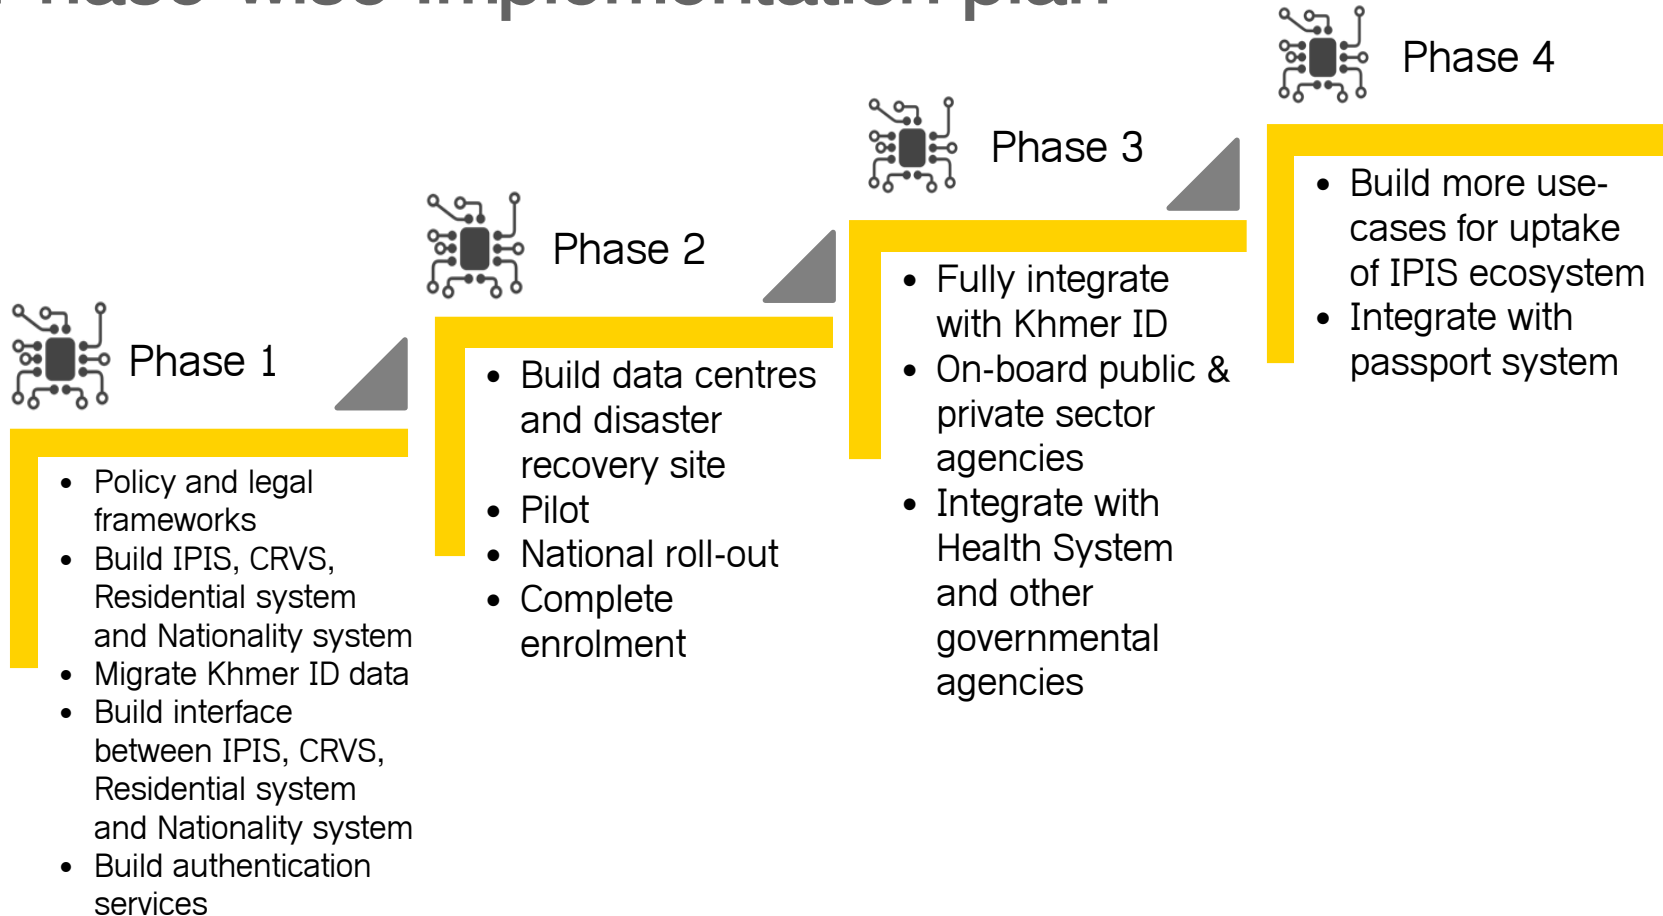 Phase wise implementation plan
Phase 1
Policy and legal
frameworks
Build IPIS, CRVS,
Residential system
and Nationality system
Migrate Khmer ID data
Build interface
between IPIS, CRVS,
Residential system
and Nationality system
Build authentication
services
Phase 2
Build data centres
and disaster
recovery site
Pilot
National roll-out
Complete
enrolment
Phase 3
Fully integrate
with Khmer ID
On-board public &
private sector
agencies
Integrate with
Health System
and other
governmental
agencies
Phase 4
Build more use-
cases for uptake
of IPIS ecosystem
Integrate with
passport system